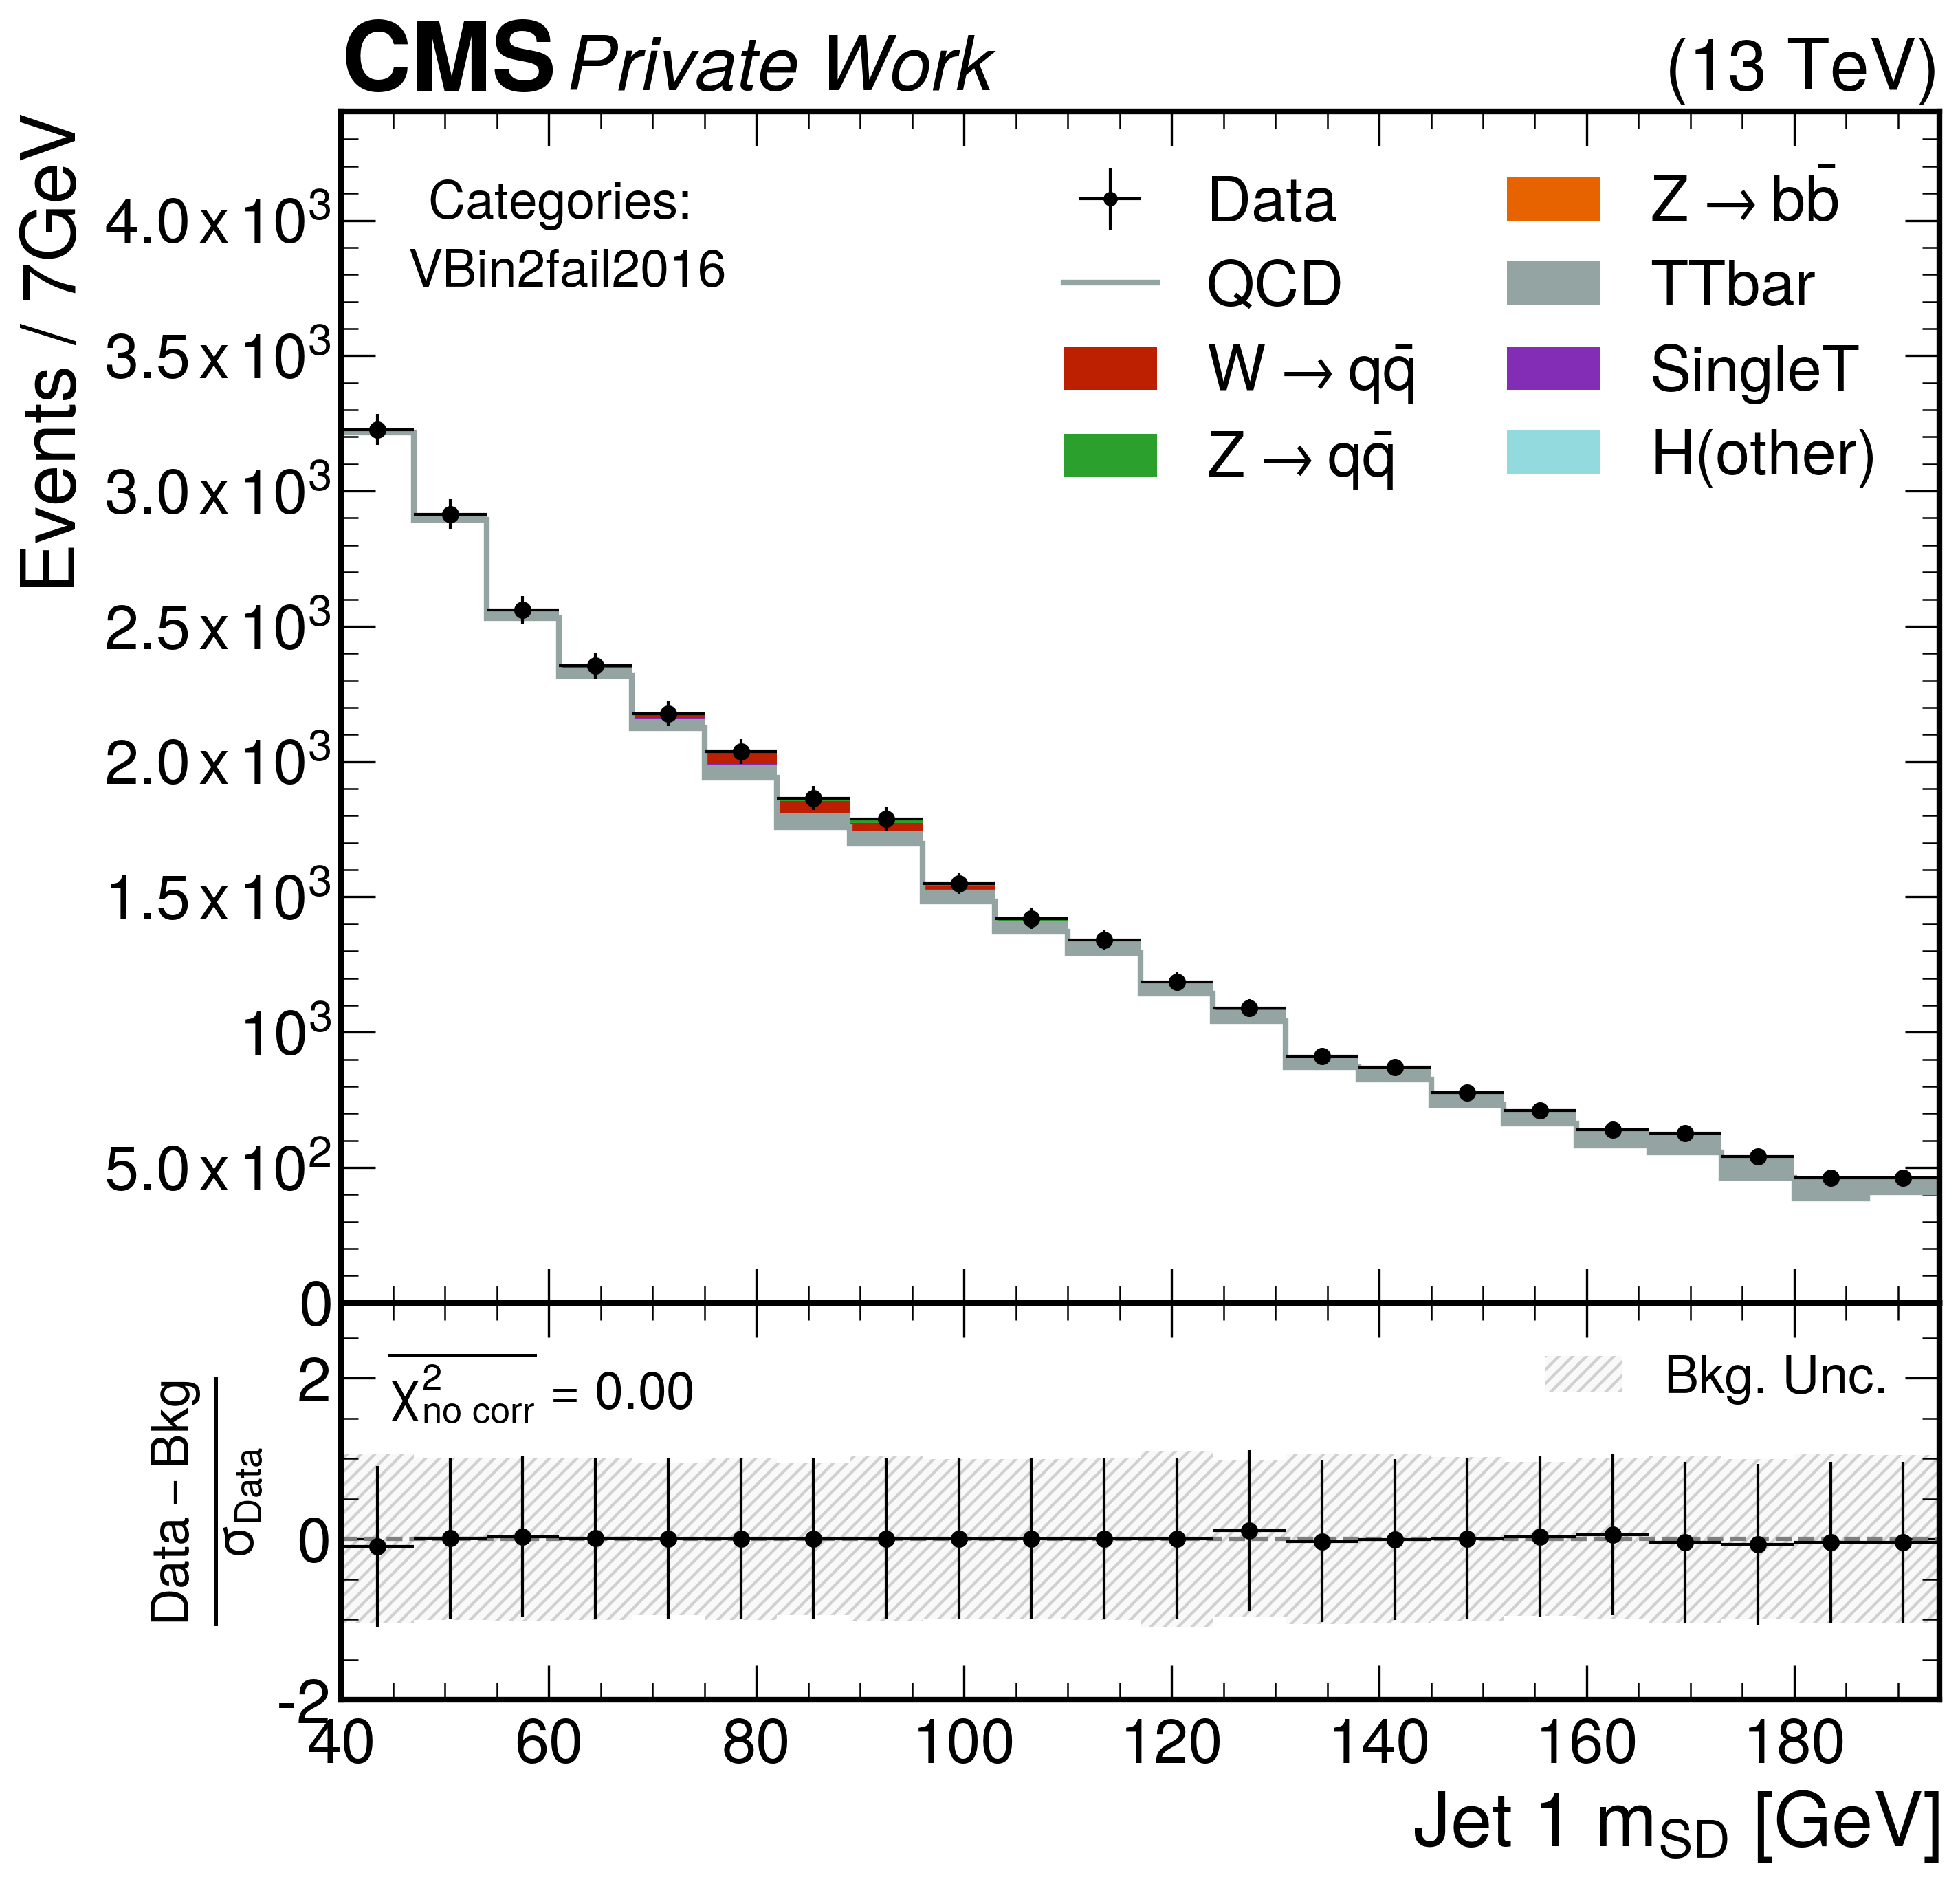 CMS Private Work (13 TeV)
Events / 7GeV
4.0 x 10³
3.5 x 10³
3.0 x 10³
2.5 x 10³
2.0 x 10³
1.5 x 10³
10³
5.0 x 10²
0
Categories:
VBin2fail2016
Data
QCD
W → qq̄
Z → qq̄
Z → bb̄
TTbar
SingleT
H(other)
Data – Bkg
σ_Data
2
0
-2
χ²_no corr = 0.00
Bkg. Unc.
40 60 80 100 120 140 160 180
Jet 1 m_SD [GeV]